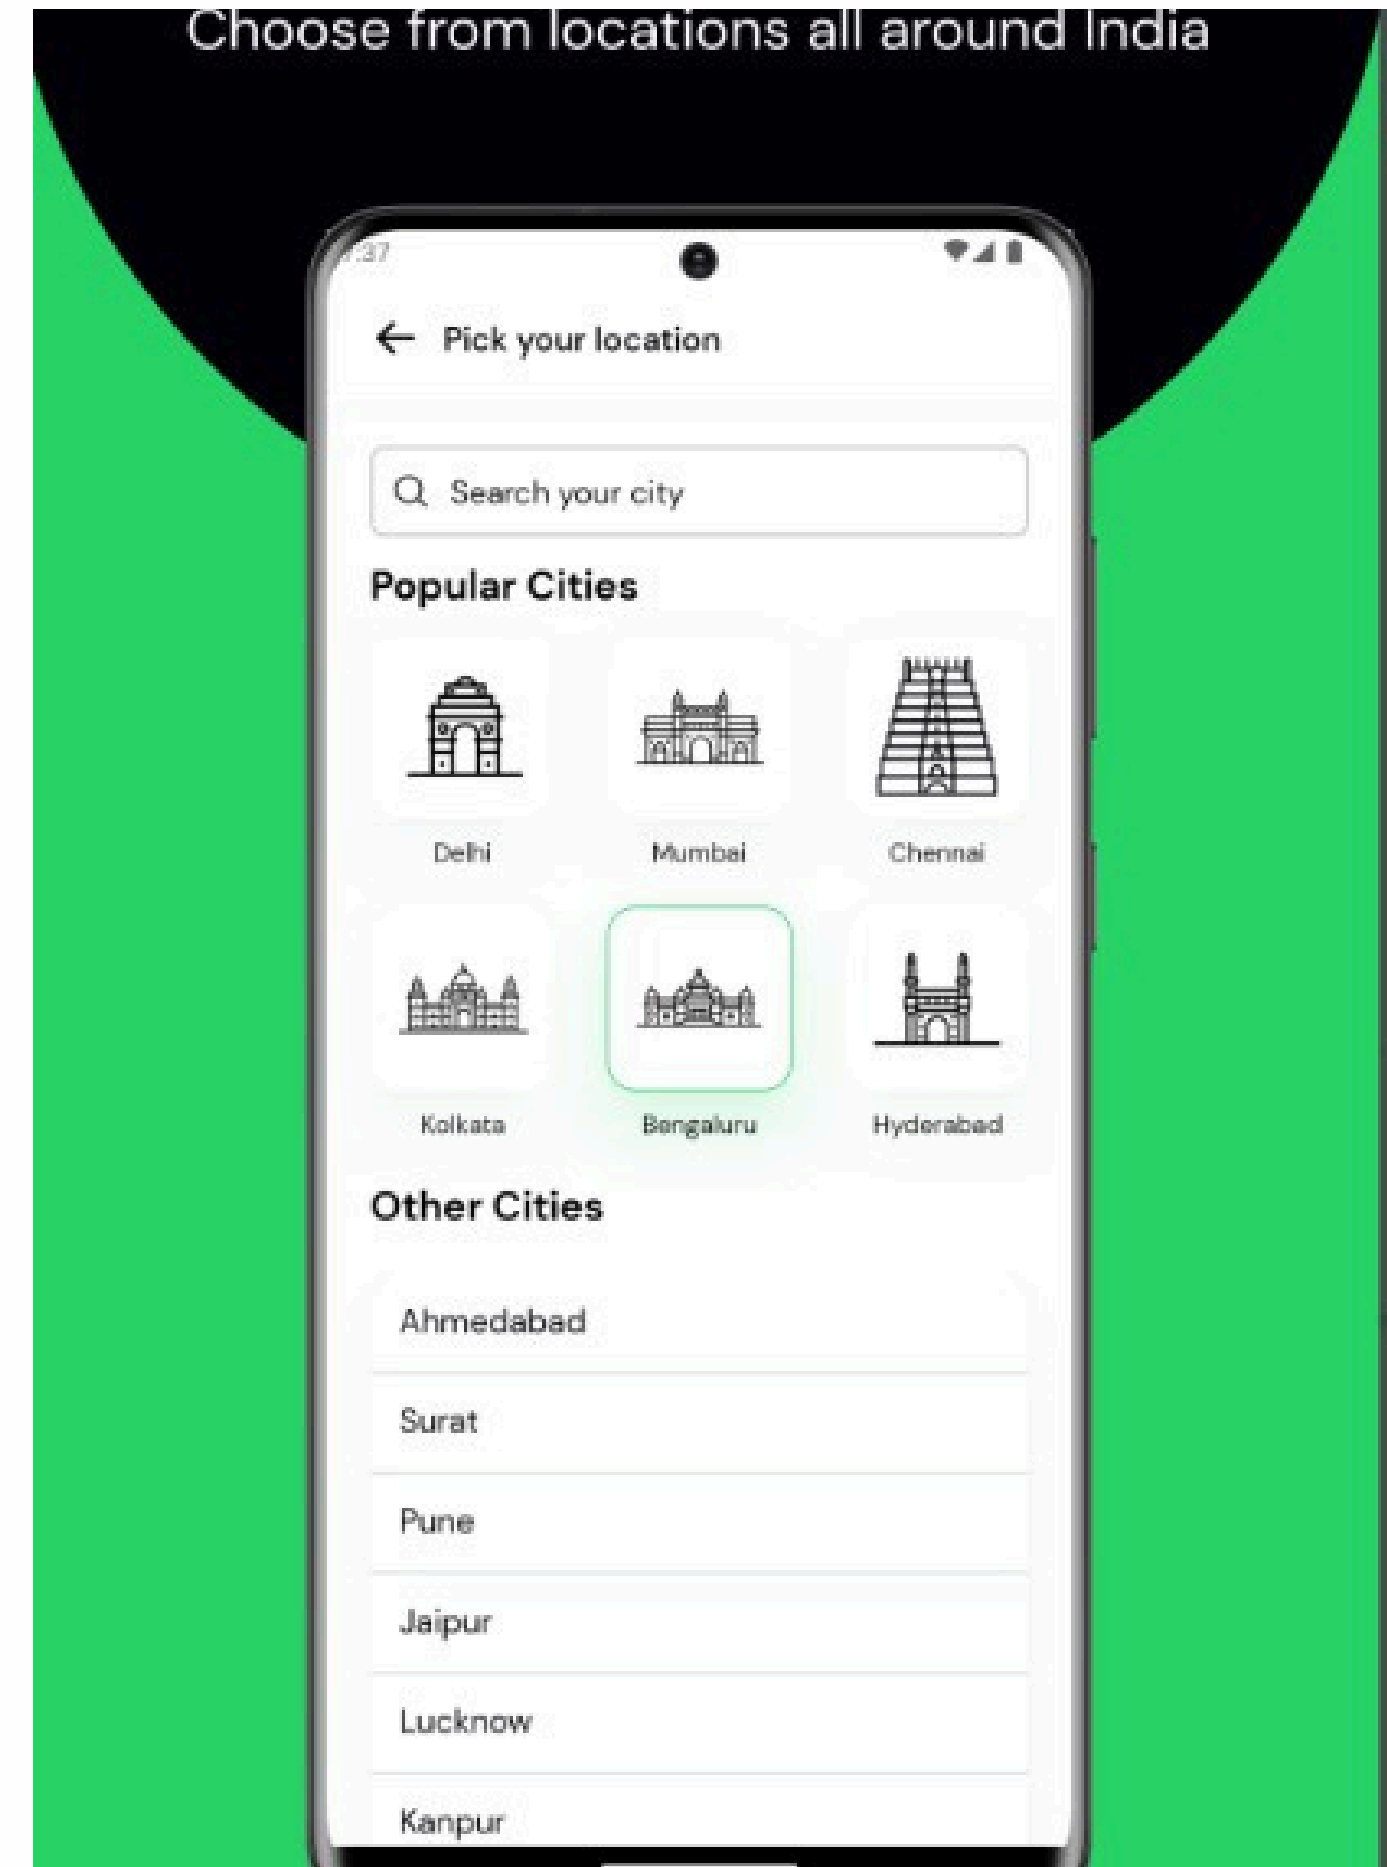 Choose from locations all around India
:37
Pick your location
Search your city
Popular Cities
Delhi
Mumbai
Chennai
Kolkata
Bengaluru
Hyderabad
Other Cities
Ahmedabad
Surat
Pune
Jaipur
Lucknow
Kanpur